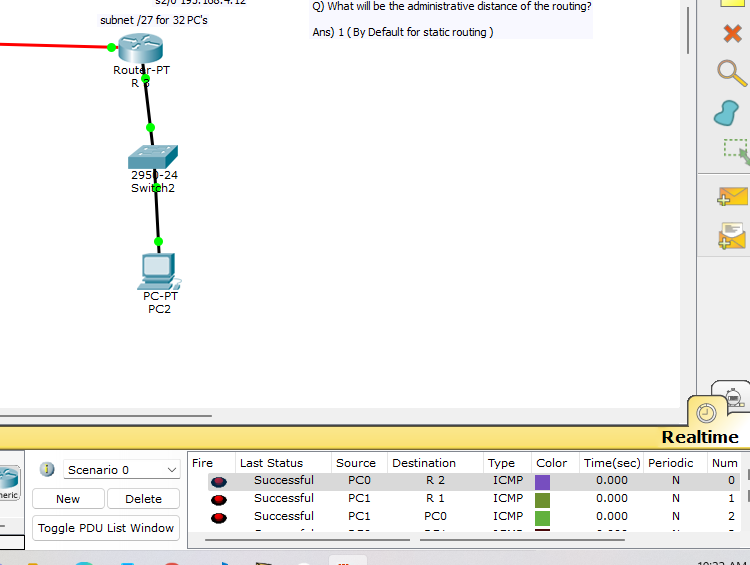 s2/0 195.168.4.12
subnet /27 for 32 PC's
Q) What will be the administrative distance of the routing?
Ans) 1 ( By Default for static routing )
Router-PT
R 3
2950-24
Switch2
PC-PT
PC2
Realtime
Scenario 0
New
Delete
Toggle PDU List Window
Fire Last Status Source Destination Type Color Time(sec) Periodic Num
Successful PC0 R 2 ICMP 0.000 N 0
Successful PC1 R 1 ICMP 0.000 N 1
Successful PC1 PC0 ICMP 0.000 N 2
neric